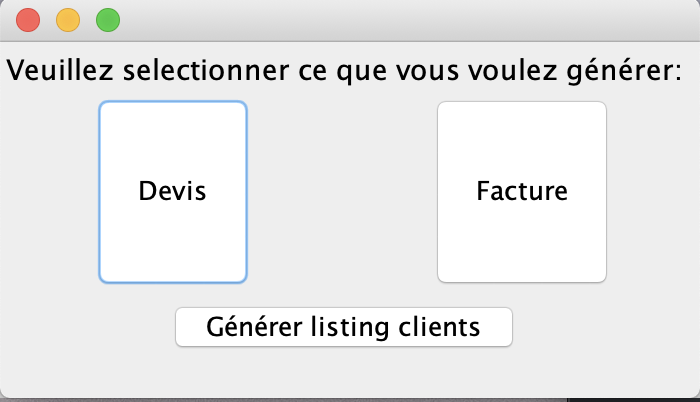 Veuillez selectionner ce que vous voulez générer:
Devis
Facture
Générer listing clients